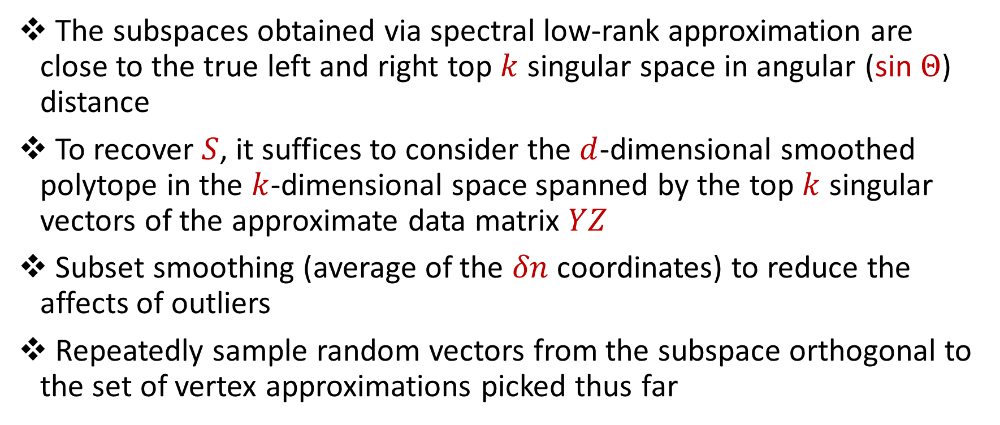 ❖ The subspaces obtained via spectral low-rank approximation are
close to the true left and right top k singular space in angular (sin Θ)
distance
❖ To recover S, it suffices to consider the d-dimensional smoothed
polytope in the k-dimensional space spanned by the top k singular
vectors of the approximate data matrix YZ
❖ Subset smoothing (average of the δn coordinates) to reduce the
affects of outliers
❖ Repeatedly sample random vectors from the subspace orthogonal to
the set of vertex approximations picked thus far